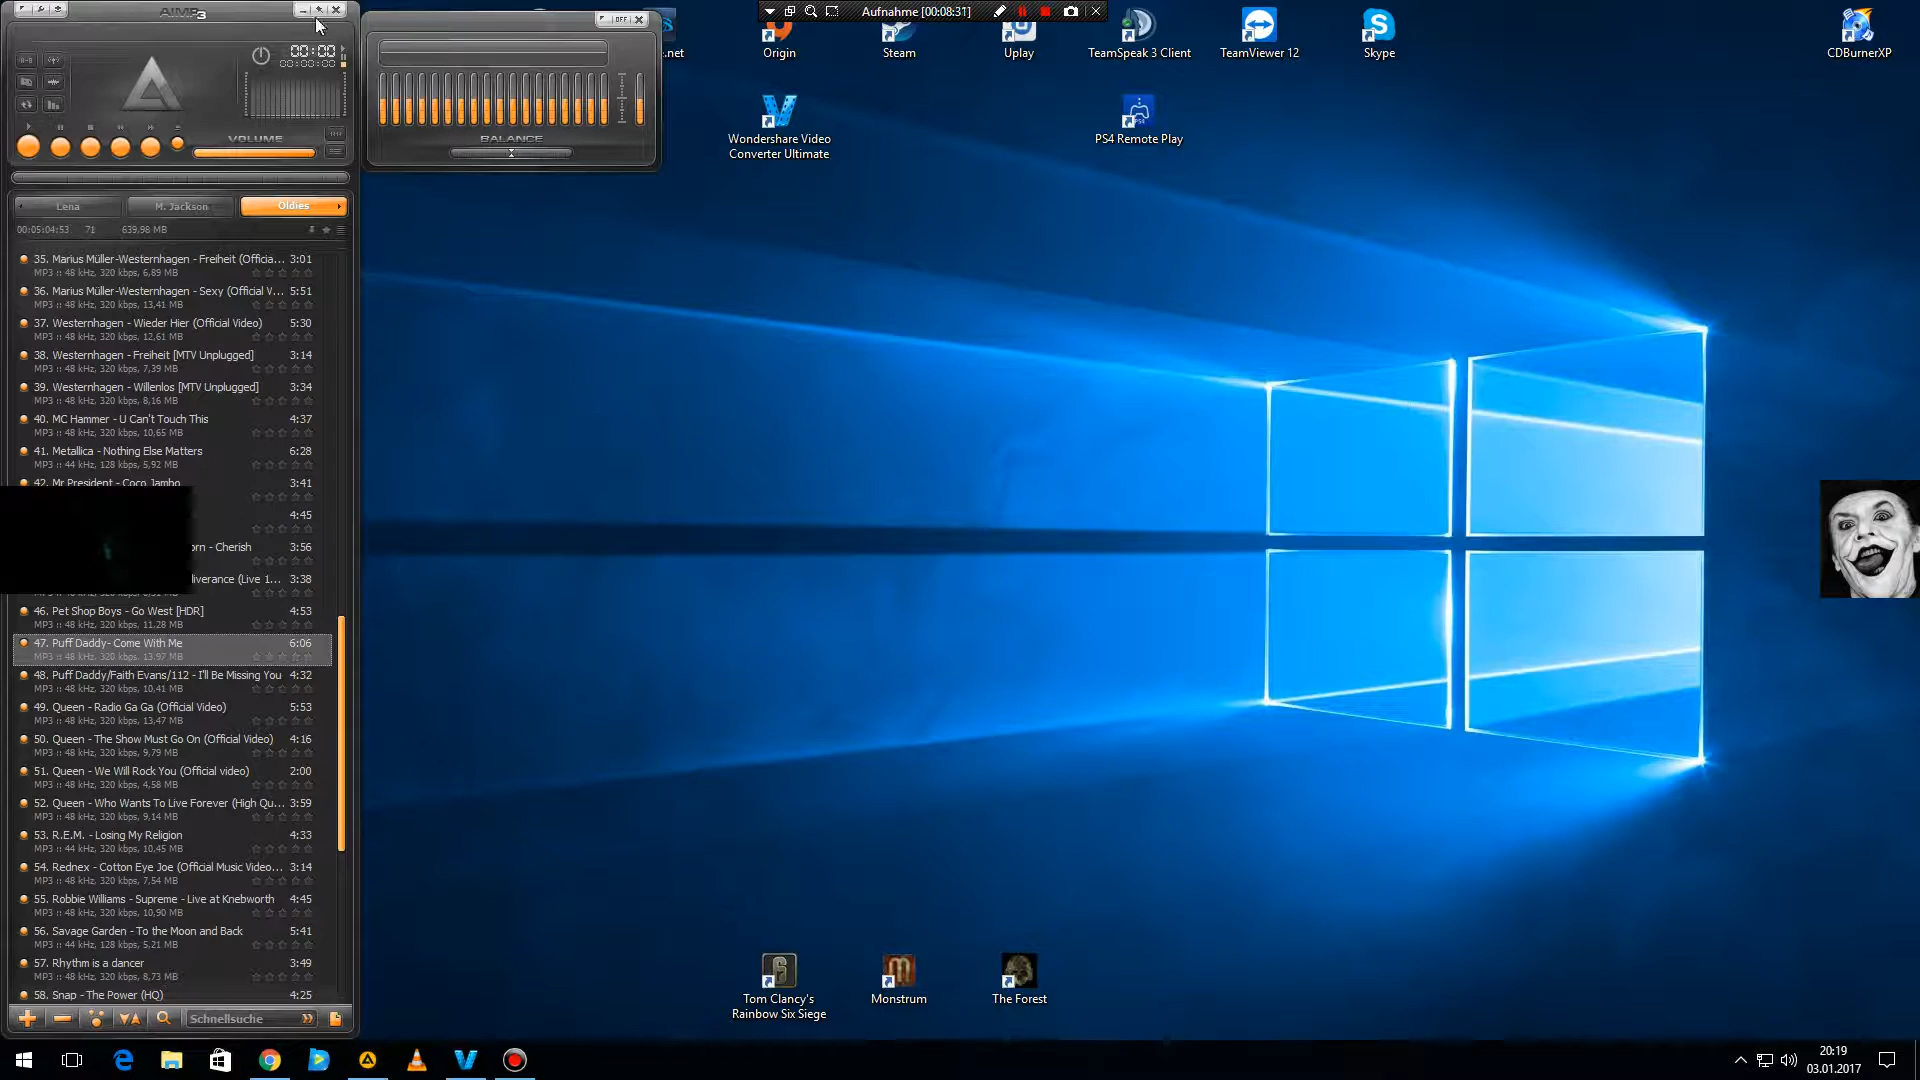 AIMP3
00:00
00:00:00
VOLUME
OFF
BALANCE
Aufnahme [00:08:31]
.net
Origin
Steam
Uplay
TeamSpeak 3 Client
TeamViewer 12
Skype
CDBurnerXP
Wondershare Video
Converter Ultimate
PS4 Remote Play
Lena
M. Jackson
Oldies
00:05:04:53 71 639,98 MB
35. Marius Müller-Westernhagen - Freiheit (Officia... 3:01
MP3 :: 48 kHz, 320 kbps, 6,89 MB
36. Marius Müller-Westernhagen - Sexy (Official V... 5:51
MP3 :: 48 kHz, 320 kbps, 13,41 MB
37. Westernhagen - Wieder Hier (Official Video) 5:30
MP3 :: 48 kHz, 320 kbps, 12,61 MB
38. Westernhagen - Freiheit [MTV Unplugged] 3:14
MP3 :: 48 kHz, 320 kbps, 7,39 MB
39. Westernhagen - Willenlos [MTV Unplugged] 3:34
MP3 :: 48 kHz, 320 kbps, 8,16 MB
40. MC Hammer - U Can't Touch This 4:37
MP3 :: 48 kHz, 320 kbps, 10,65 MB
41. Metallica - Nothing Else Matters 6:28
MP3 :: 44 kHz, 128 kbps, 5,92 MB
42. Mr President - Coco Jambo 3:41
4:45
orn - Cherish 3:56
liverance (Live 1... 3:38
46. Pet Shop Boys - Go West [HDR] 4:53
MP3 :: 48 kHz, 320 kbps, 11,28 MB
47. Puff Daddy- Come With Me 6:06
MP3 :: 48 kHz, 320 kbps, 13,97 MB
48. Puff Daddy/Faith Evans/112 - I'll Be Missing You 4:32
MP3 :: 48 kHz, 320 kbps, 10,41 MB
49. Queen - Radio Ga Ga (Official Video) 5:53
MP3 :: 48 kHz, 320 kbps, 13,47 MB
50. Queen - The Show Must Go On (Official Video) 4:16
MP3 :: 48 kHz, 320 kbps, 9,79 MB
51. Queen - We Will Rock You (Official video) 2:00
MP3 :: 48 kHz, 320 kbps, 4,58 MB
52. Queen - Who Wants To Live Forever (High Qu... 3:59
MP3 :: 48 kHz, 320 kbps, 9,14 MB
53. R.E.M. - Losing My Religion 4:33
MP3 :: 44 kHz, 320 kbps, 10,45 MB
54. Rednex - Cotton Eye Joe (Official Music Video... 3:14
MP3 :: 48 kHz, 320 kbps, 7,54 MB
55. Robbie Williams - Supreme - Live at Knebworth 4:45
MP3 :: 48 kHz, 320 kbps, 10,90 MB
56. Savage Garden - To the Moon and Back 5:41
MP3 :: 44 kHz, 128 kbps, 5,21 MB
57. Rhythm is a dancer 3:49
MP3 :: 48 kHz, 320 kbps, 8,73 MB
58. Snap - The Power (HQ) 4:25
Schnellsuche
Tom Clancy's
Rainbow Six Siege
Monstrum
The Forest
20:19
03.01.2017